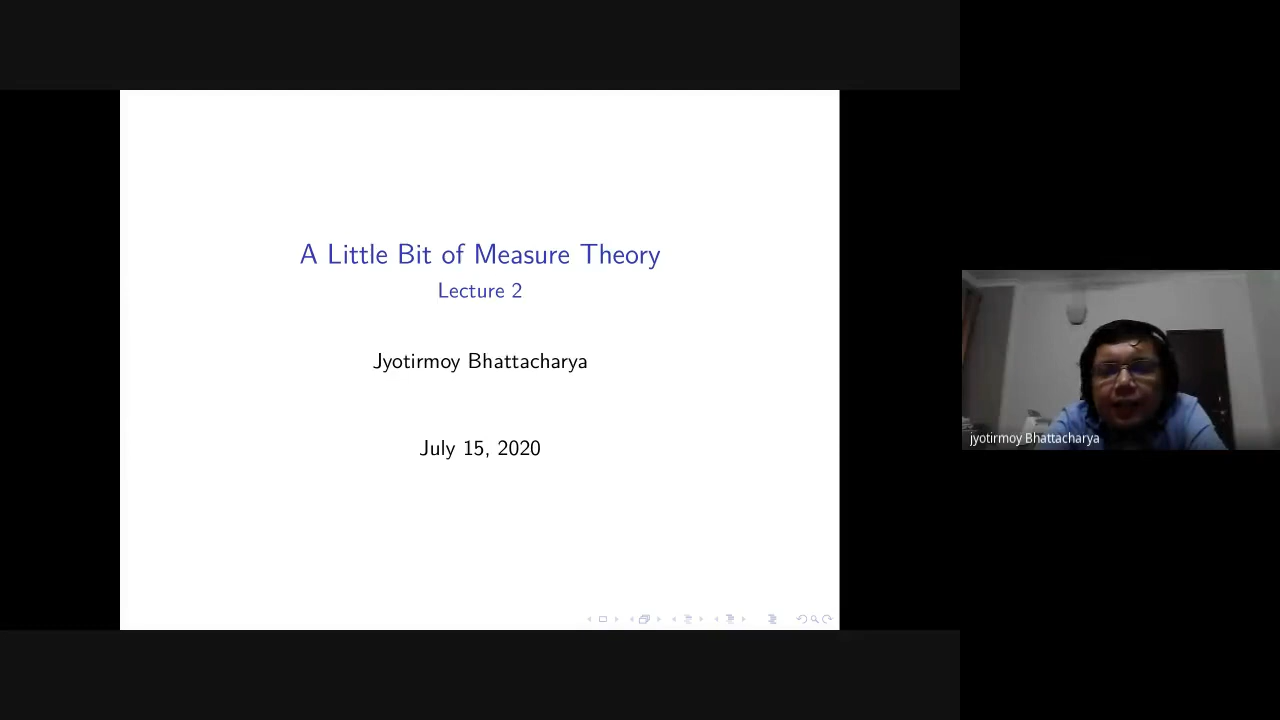 A Little Bit of Measure Theory
Lecture 2
Jyotirmoy Bhattacharya
July 15, 2020
jyotirmoy Bhattacharya